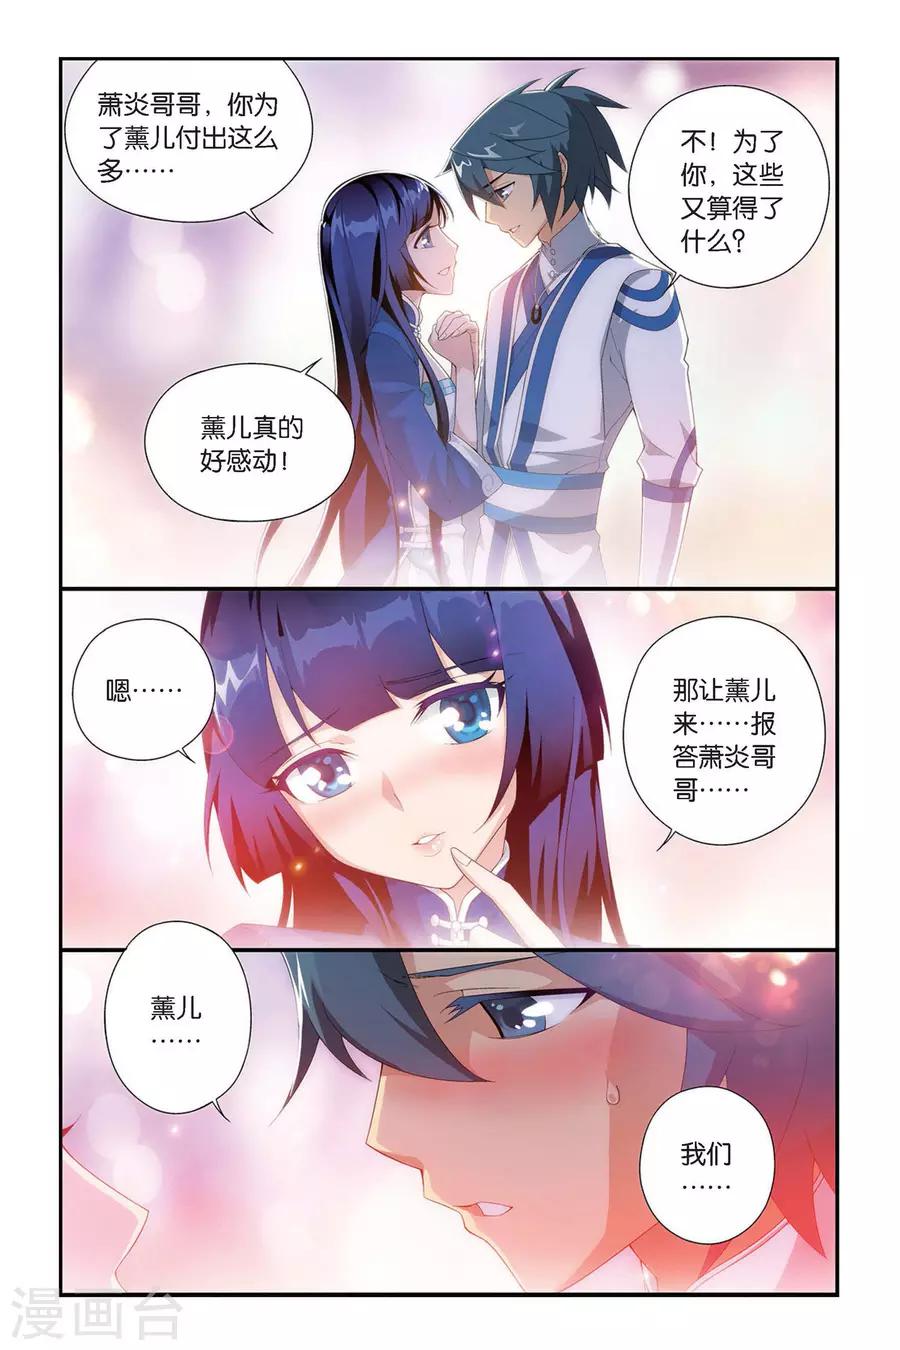 萧炎哥哥，你为
了薰儿付出这么
多……
不！为了
你，这些
又算得了
什么？
薰儿真的
好感动！
嗯……
那让薰儿
来……报
答萧炎哥
哥……
薰儿
……
我们
……
漫画台